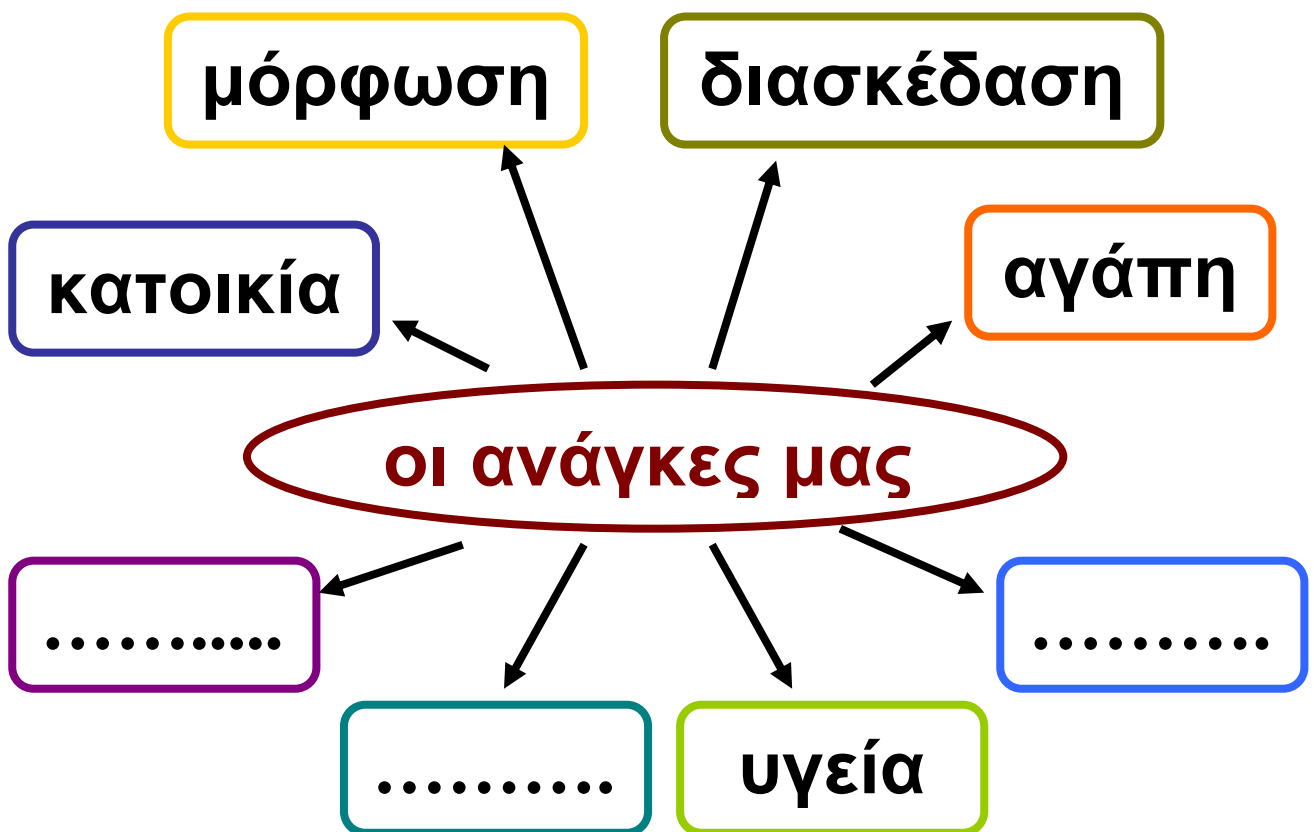 μόρφωση
διασκέδαση
κατοικία
αγάπη
οι ανάγκες μας
...........
..........
..........
υγεία